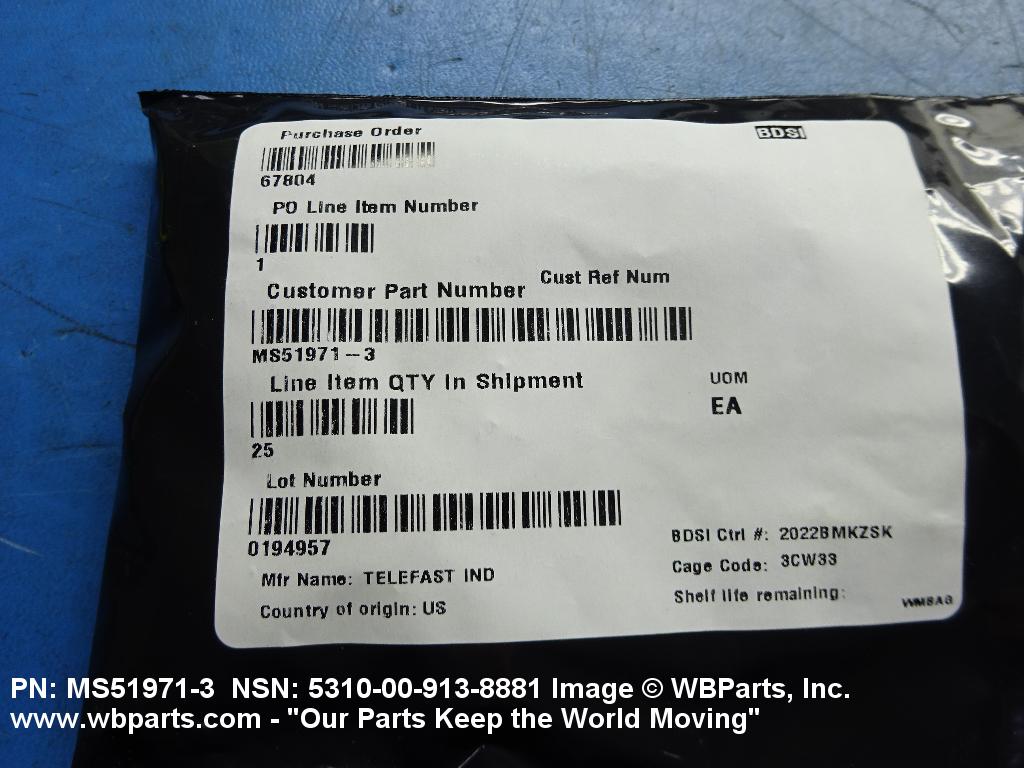 Purchase Order
BDSI
67804
PO Line Item Number
1
Cust Ref Num
Customer Part Number
MS51971-3
Line Item QTY In Shipment
UOM
EA
25
Lot Number
0194957
BDSI Ctrl #: 2022BMKZSK
Cage Code: 3CW33
Mfr Name: TELEFAST IND
Shelf life remaining:
Country of origin: US
PN: MS51971-3 NSN: 5310-00-913-8881 Image © WBParts, Inc.
www.wbparts.com - "Our Parts Keep the World Moving"